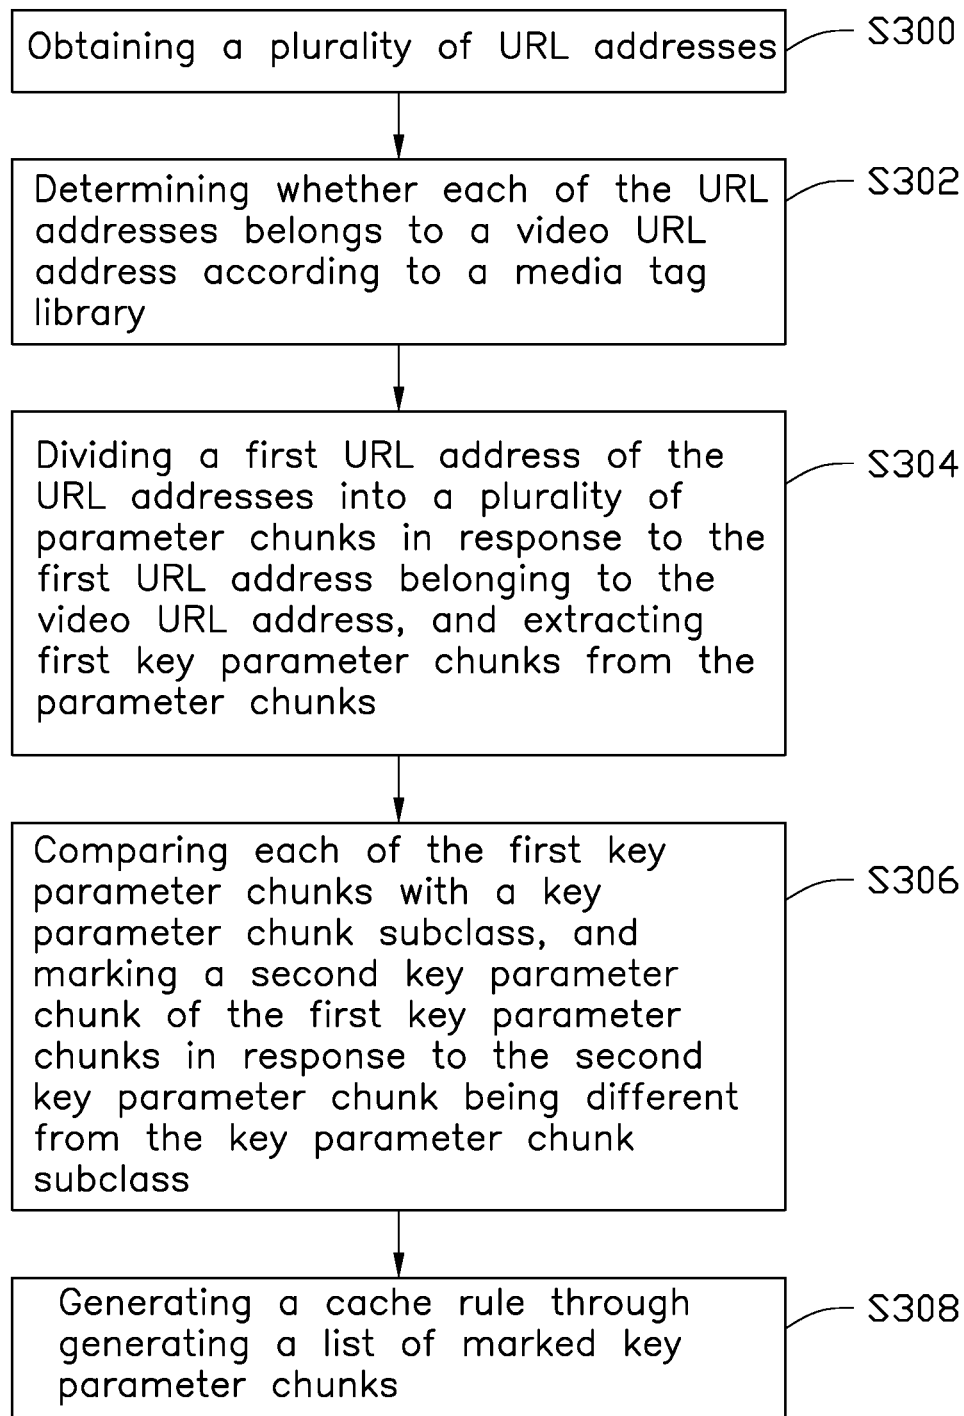 Obtaining a plurality of URL addresses
S300
Determining whether each of the URL
addresses belongs to a video URL
address according to a media tag
library
S302
Dividing a first URL address of the
URL addresses into a plurality of
parameter chunks in response to the
first URL address belonging to the
video URL address, and extracting
first key parameter chunks from the
parameter chunks
S304
Comparing each of the first key
parameter chunks with a key
parameter chunk subclass, and
marking a second key parameter
chunk of the first key parameter
chunks in response to the second
key parameter chunk being different
from the key parameter chunk
subclass
S306
Generating a cache rule through
generating a list of marked key
parameter chunks
S308